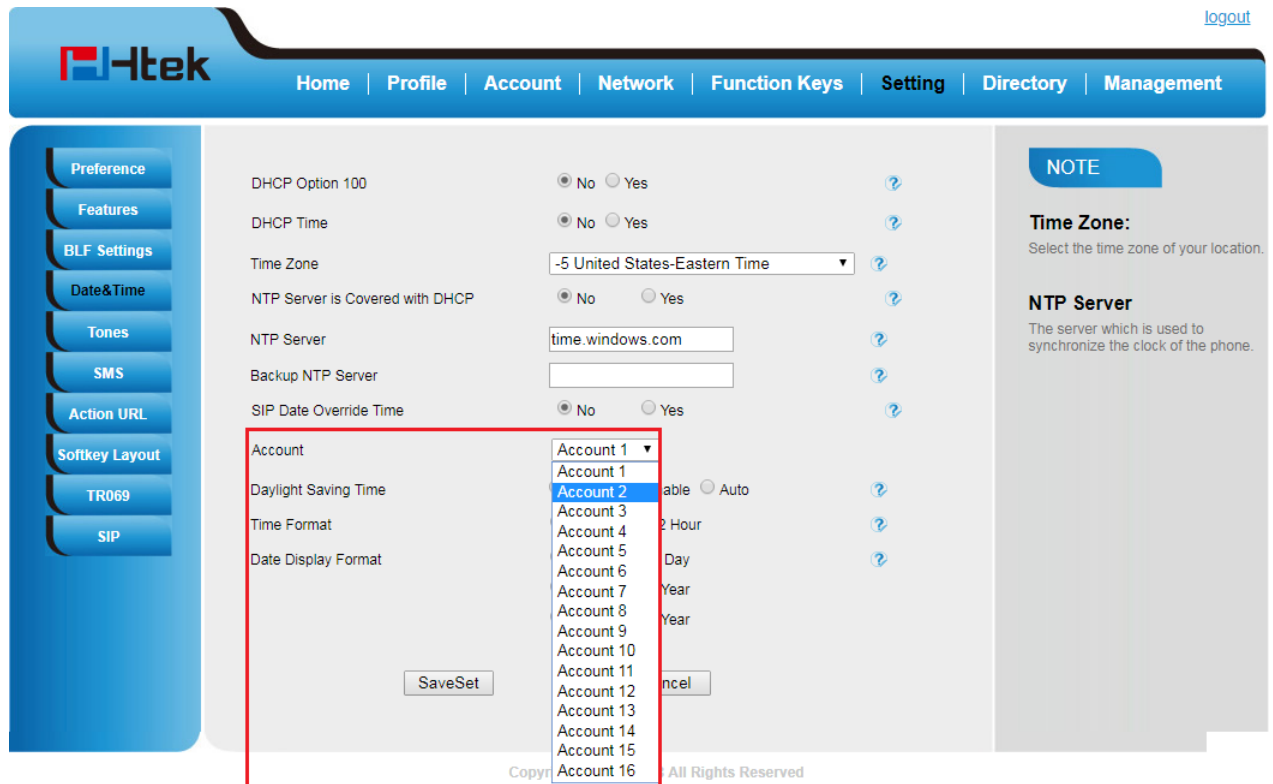 logout
Htek
Home | Profile | Account | Network | Function Keys | Setting | Directory | Management
Preference
Features
BLF Settings
Date&Time
Tones
SMS
Action URL
Softkey Layout
TR069
SIP
DHCP Option 100 No Yes
DHCP Time No Yes
Time Zone -5 United States-Eastern Time
NTP Server is Covered with DHCP No Yes
NTP Server time.windows.com
Backup NTP Server
SIP Date Override Time No Yes
Account Account 1
Account 1
Daylight Saving Time Account 2 Auto
Account 3
Time Format Account 4 Hour
Account 5
Date Display Format Day
Account 6
Account 7 Year
Account 8
Year
Account 9
Account 10
Account 11
SaveSet
Account 12
Account 13
Account 14
Account 15
Account 16 All Rights Reserved
NOTE
Time Zone:
Select the time zone of your location.
NTP Server
The server which is used to
synchronize the clock of the phone.